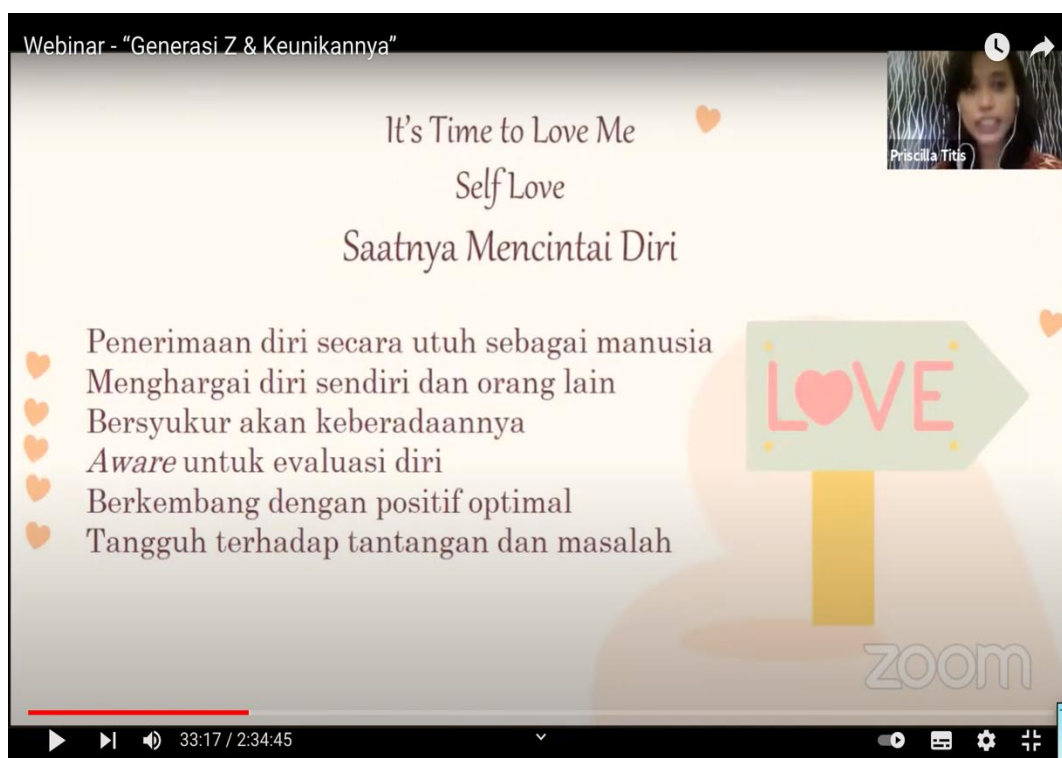 Webinar - “Generasi Z & Keunikannya”
Priscilla Titis
It's Time to Love Me
Self Love
Saatnya Mencintai Diri
Penerimaan diri secara utuh sebagai manusia
Menghargai diri sendiri dan orang lain
Bersyukur akan keberadaannya
Aware untuk evaluasi diri
Berkembang dengan positif optimal
Tangguh terhadap tantangan dan masalah
LOVE
zoom
33:17 / 2:34:45